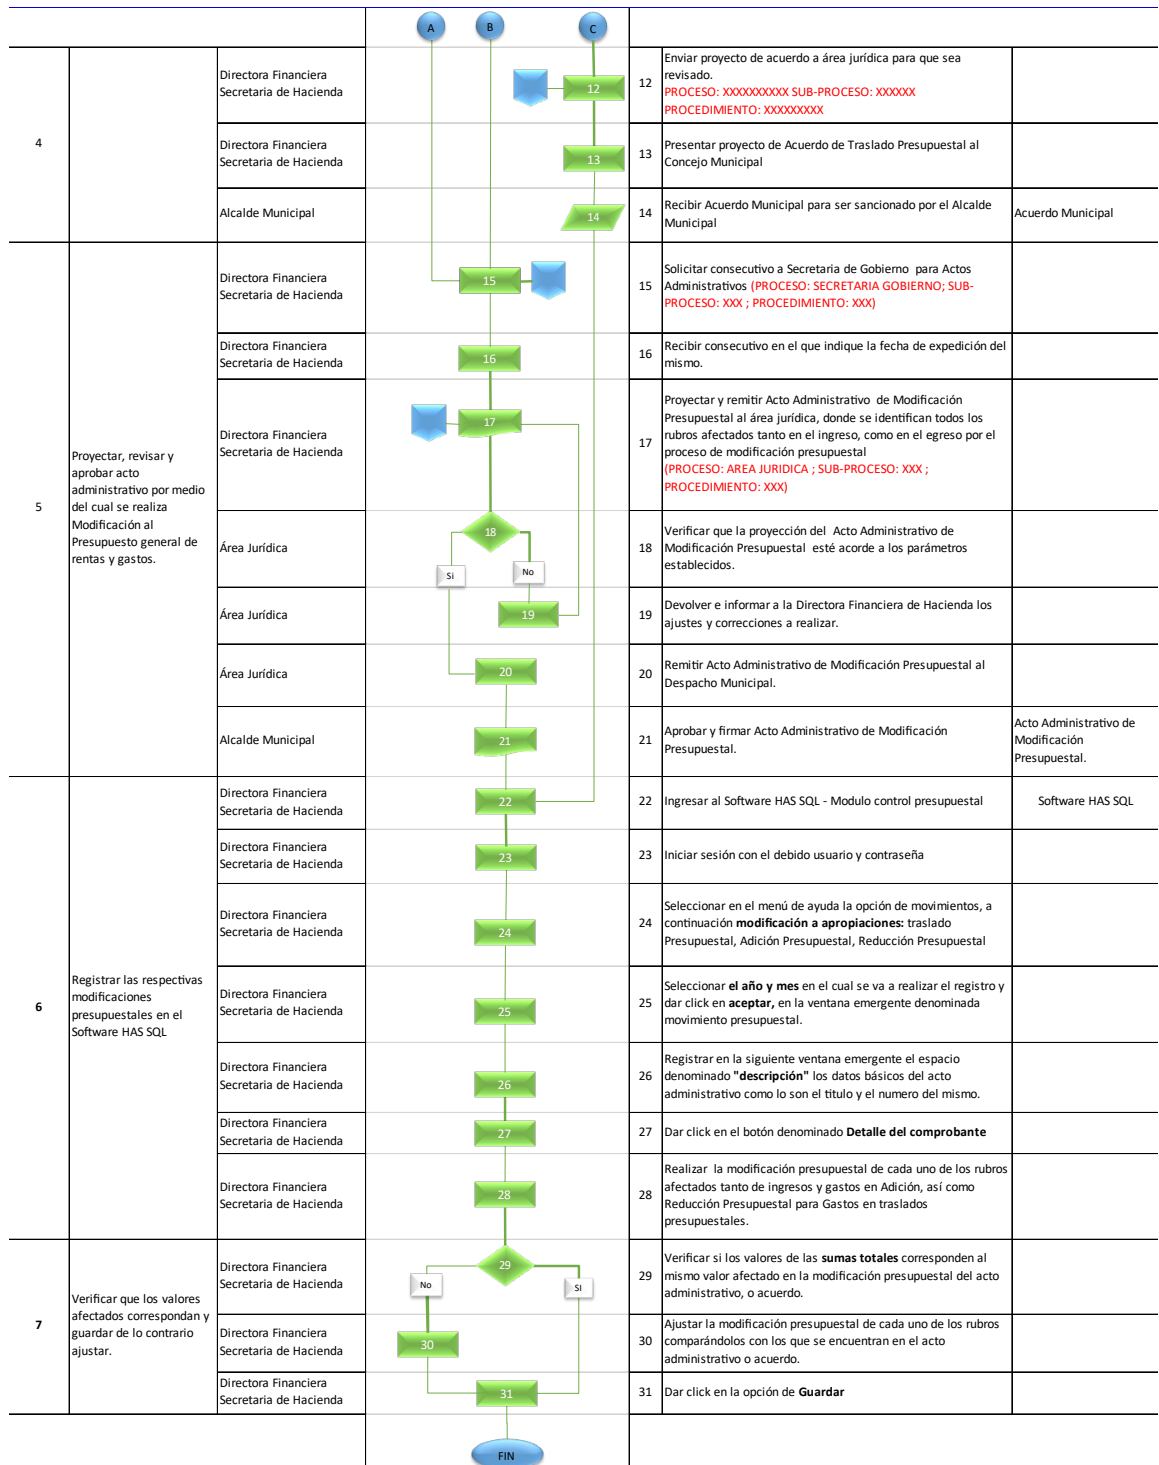 A
B
C
4
Directora Financiera
Secretaria de Hacienda
12
12
Enviar proyecto de acuerdo a área jurídica para que sea
revisado.
PROCESO: XXXXXXXXXX SUB-PROCESO: XXXXXX
PROCEDIMIENTO: XXXXXXXXX
Directora Financiera
Secretaria de Hacienda
13
13
Presentar proyecto de Acuerdo de Traslado Presupuestal al
Concejo Municipal
Alcalde Municipal
14
14
Recibir Acuerdo Municipal para ser sancionado por el Alcalde
Municipal
Acuerdo Municipal
5
Proyectar, revisar y
aprobar acto
administrativo por medio
del cual se realiza
Modificación al
Presupuesto general de
rentas y gastos.
Directora Financiera
Secretaria de Hacienda
15
15
Solicitar consecutivo a Secretaria de Gobierno para Actos
Administrativos (PROCESO: SECRETARIA GOBIERNO; SUB-
PROCESO: XXX ; PROCEDIMIENTO: XXX)
Directora Financiera
Secretaria de Hacienda
16
16
Recibir consecutivo en el que indique la fecha de expedición del
mismo.
Directora Financiera
Secretaria de Hacienda
17
17
Proyectar y remitir Acto Administrativo de Modificación
Presupuestal al área jurídica, donde se identifican todos los
rubros afectados tanto en el ingreso, como en el egreso por el
proceso de modificación presupuestal
(PROCESO: AREA JURIDICA ; SUB-PROCESO: XXX ;
PROCEDIMIENTO: XXX)
Área Jurídica
18
Si
No
18
Verificar que la proyección del Acto Administrativo de
Modificación Presupuestal esté acorde a los parámetros
establecidos.
Área Jurídica
19
19
Devolver e informar a la Directora Financiera de Hacienda los
ajustes y correcciones a realizar.
Área Jurídica
20
20
Remitir Acto Administrativo de Modificación Presupuestal al
Despacho Municipal.
Alcalde Municipal
21
21
Aprobar y firmar Acto Administrativo de Modificación
Presupuestal.
Acto Administrativo de
Modificación
Presupuestal.
6
Registrar las respectivas
modificaciones
presupuestales en el
Software HAS SQL
Directora Financiera
Secretaria de Hacienda
22
22
Ingresar al Software HAS SQL - Modulo control presupuestal
Software HAS SQL
Directora Financiera
Secretaria de Hacienda
23
23
Iniciar sesión con el debido usuario y contraseña
Directora Financiera
Secretaria de Hacienda
24
24
Seleccionar en el menú de ayuda la opción de movimientos, a
continuación modificación a apropiaciones: traslado
Presupuestal, Adición Presupuestal, Reducción Presupuestal
Directora Financiera
Secretaria de Hacienda
25
25
Seleccionar el año y mes en el cual se va a realizar el registro y
dar click en aceptar, en la ventana emergente denominada
movimiento presupuestal.
Directora Financiera
Secretaria de Hacienda
26
26
Registrar en la siguiente ventana emergente el espacio
denominado "descripción" los datos básicos del acto
administrativo como lo son el titulo y el numero del mismo.
Directora Financiera
Secretaria de Hacienda
27
27
Dar click en el botón denominado Detalle del comprobante
Directora Financiera
Secretaria de Hacienda
28
28
Realizar la modificación presupuestal de cada uno de los rubros
afectados tanto de ingresos y gastos en Adición, así como
Reducción Presupuestal para Gastos en traslados
presupuestales.
7
Verificar que los valores
afectados correspondan y
guardar de lo contrario
ajustar.
Directora Financiera
Secretaria de Hacienda
29
No
SI
29
Verificar si los valores de las sumas totales corresponden al
mismo valor afectado en la modificación presupuestal del acto
administrativo, o acuerdo.
Directora Financiera
Secretaria de Hacienda
30
30
Ajustar la modificación presupuestal de cada uno de los rubros
comparándolos con los que se encuentran en el acto
administrativo o acuerdo.
Directora Financiera
Secretaria de Hacienda
31
31
Dar click en la opción de Guardar
FIN